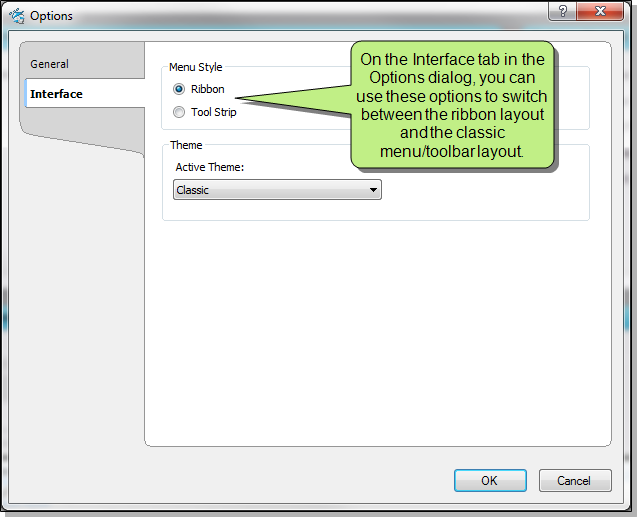 Options
?
General
Interface
Menu Style
Ribbon
Tool Strip
On the Interface tab in the
Options dialog, you can
use these options to switch
between the ribbon layout
and the classic
menu/toolbar layout.
Theme
Active Theme:
Classic
OK
Cancel